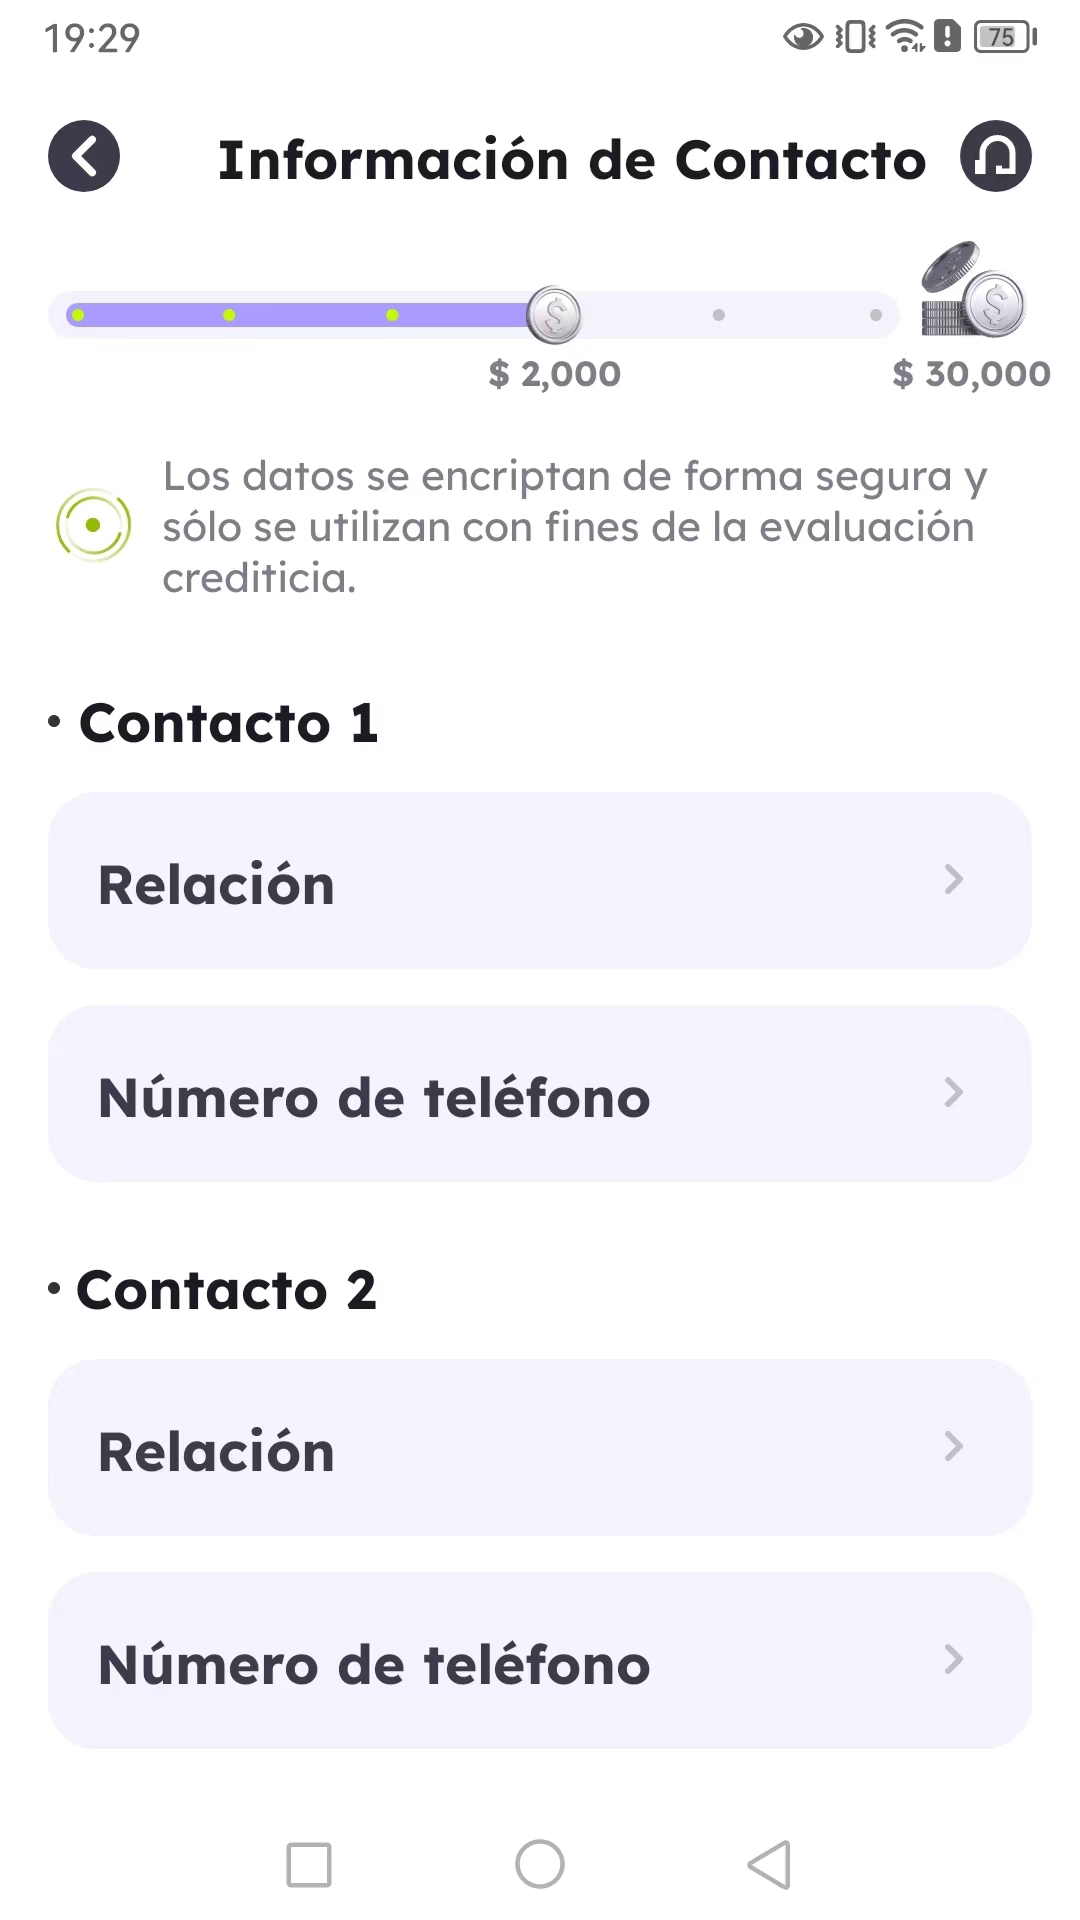 19:29
75
Información de Contacto
$ 2,000
$ 30,000
Los datos se encriptan de forma segura y
sólo se utilizan con fines de la evaluación
crediticia.
• Contacto 1
Relación
Número de teléfono
• Contacto 2
Relación
Número de teléfono